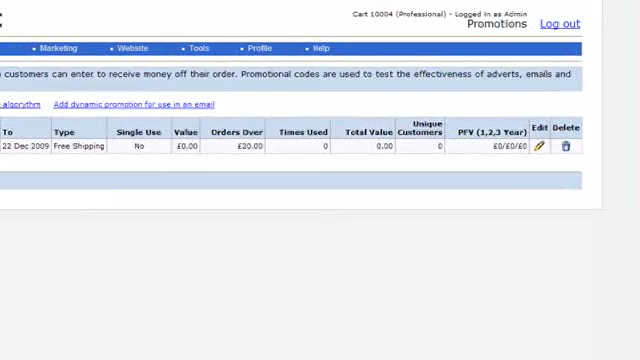 Cart 10004 (Professional) - Logged in as Admin
Promotions Log out
Marketing Website Tools Profile Help
customers can enter to receive money off their order. Promotional codes are used to test the effectiveness of adverts, emails and
algorithm Add dynamic promotion for use in an email
To Type Single Use Value Orders Over Times Used Total Value Unique Customers PFV (1,2,3 Year) Edit Delete
22 Dec 2009 Free Shipping No £0.00 £20.00 0 0.00 0 £0/£0/£0